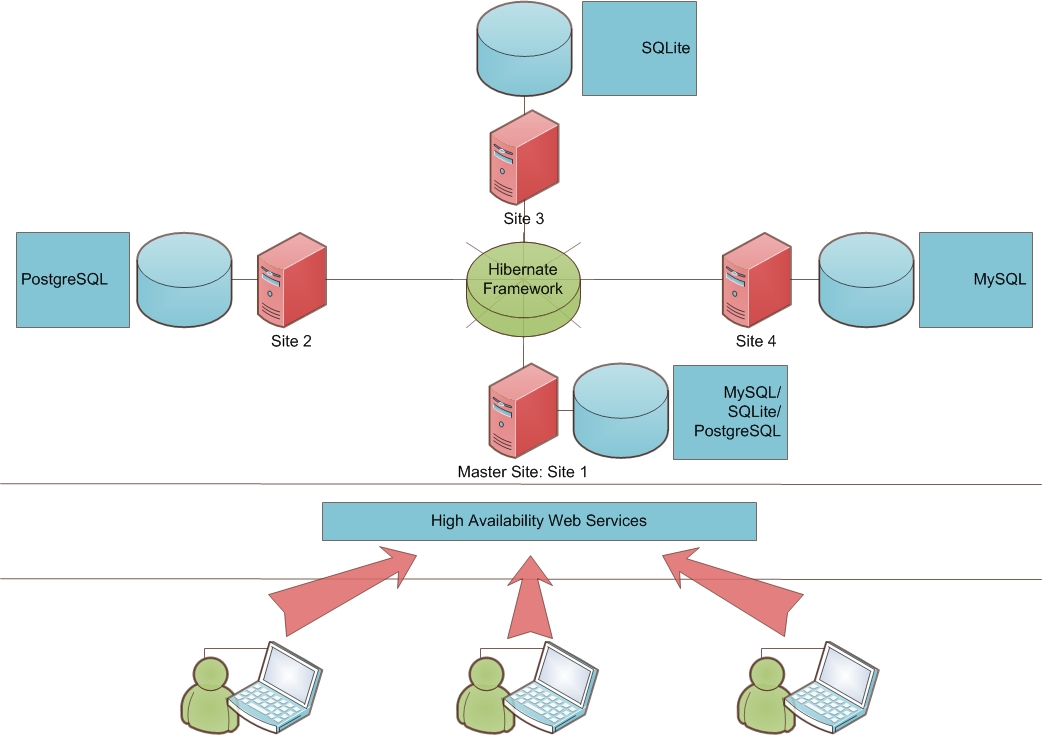 SQLite
Site 3
PostgreSQL
Hibernate
Framework
MySQL
Site 2
Site 4
MySQL/
SQLite/
PostgreSQL
Master Site: Site 1
High Availability Web Services